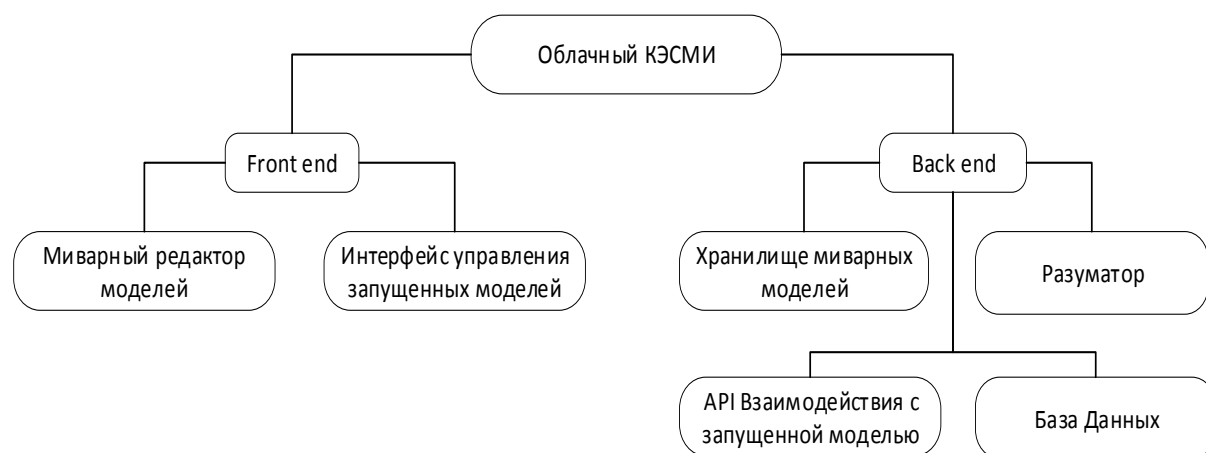 Облачный КЭСМИ
Front end
Back end
Миварный редактор
моделей
Интерфейс управления
запущенных моделей
Хранилище миварных
моделей
Разуматор
API Взаимодействия с
запущенной моделью
База Данных